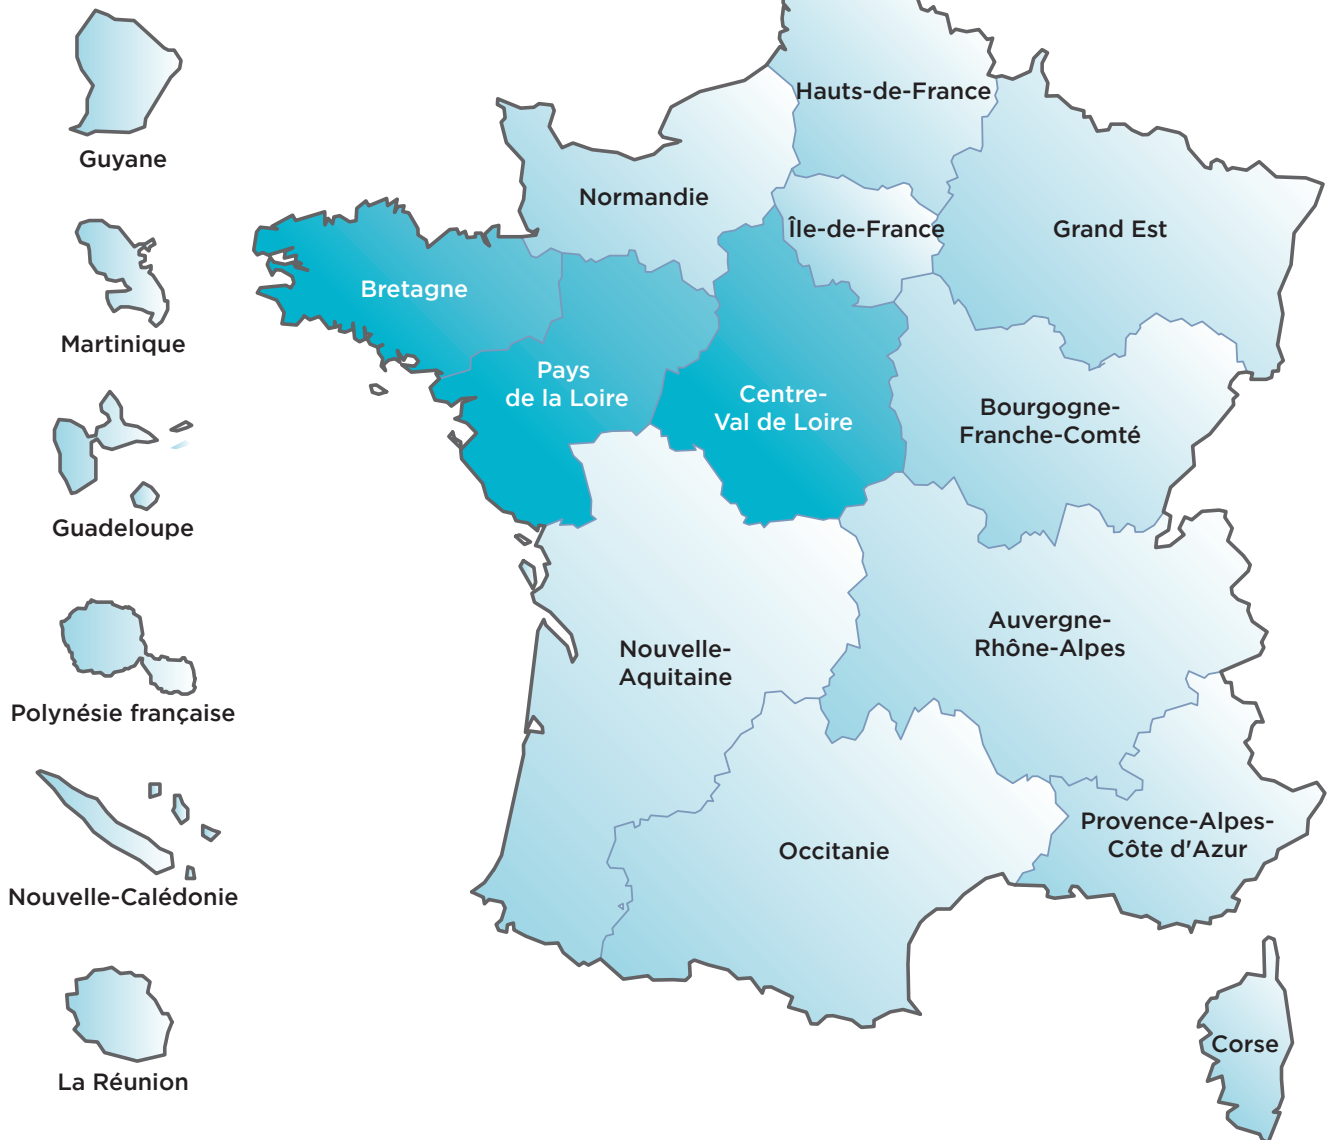 Guyane
Martinique
Guadeloupe
Polynésie française
Nouvelle-Calédonie
La Réunion
Hauts-de-France
Normandie
Île-de-France
Grand Est
Bretagne
Pays
de la Loire
Centre-
Val de Loire
Bourgogne-
Franche-Comté
Nouvelle-
Aquitaine
Auvergne-
Rhône-Alpes
Occitanie
Provence-Alpes-
Côte d'Azur
Corse